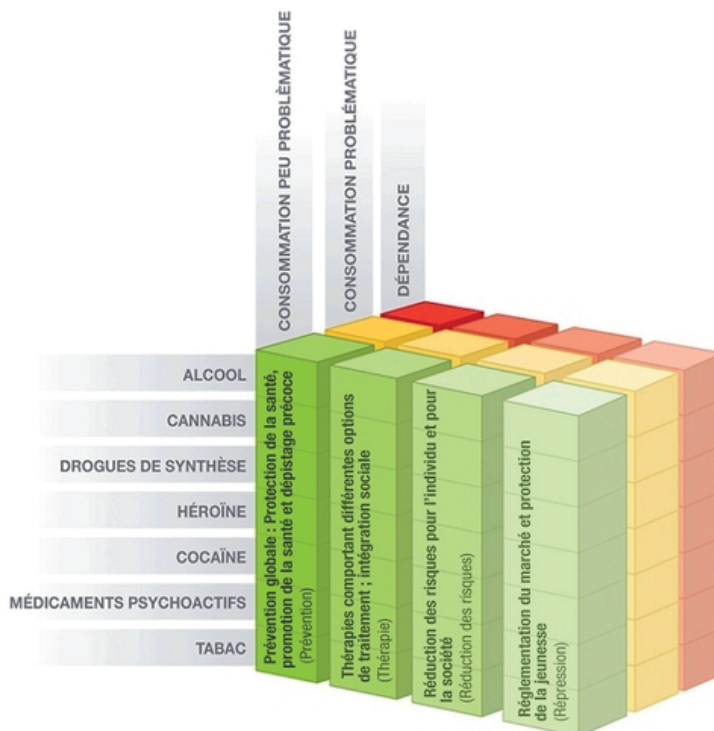 CONSOMMATION PEU PROBLÈMATIQUE
CONSOMMATION PROBLÉMATIQUE
DÉPENDANCE
ALCOOL
CANNABIS
DROGUES DE SYNTHÈSE
HÉROÏNE
COCAÏNE
MÉDICAMENTS PSYCHOACTIFS
TABAC
Prévention globale : Protection de la santé,
promotion de la santé et dépistage précoce
(Prévention)
Thérapies comportant différentes options
de traitement ; intégration sociale
(Thérapie)
Réduction des risques pour l'individu et pour
la société
(Réduction des risques)
Réglementation du marché et protection
de la jeunesse
(Répression)